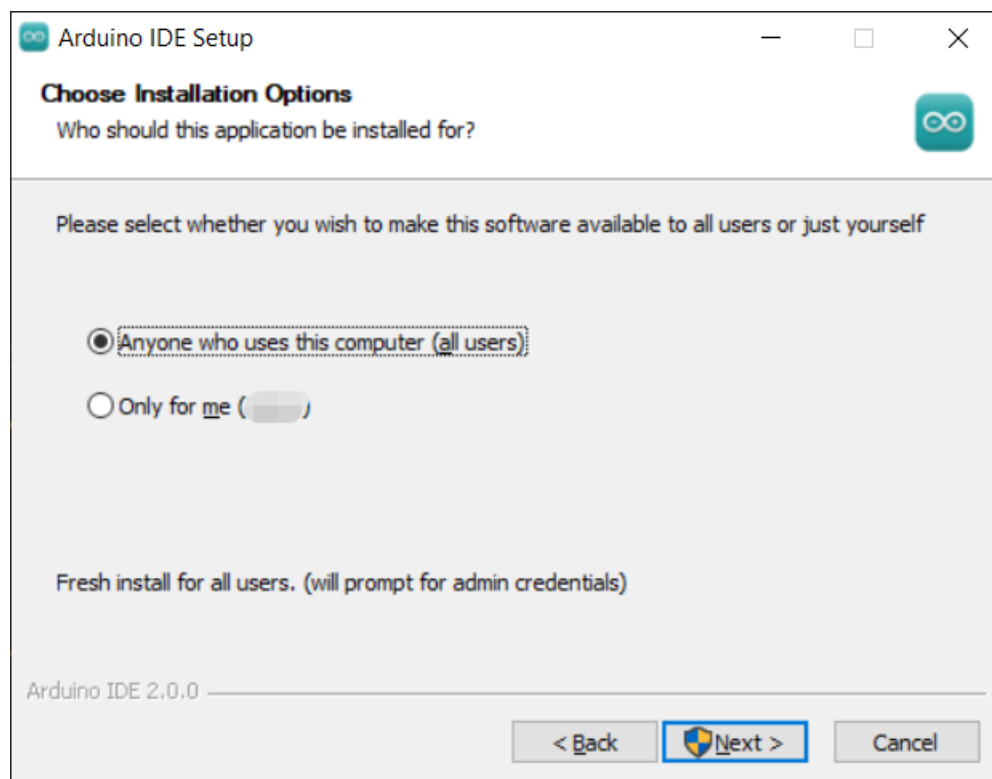 Arduino IDE Setup
Choose Installation Options
Who should this application be installed for?
Please select whether you wish to make this software available to all users or just yourself
Anyone who uses this computer (all users)
Only for me ( )
Fresh install for all users. (will prompt for admin credentials)
Arduino IDE 2.0.0
< Back
Next >
Cancel